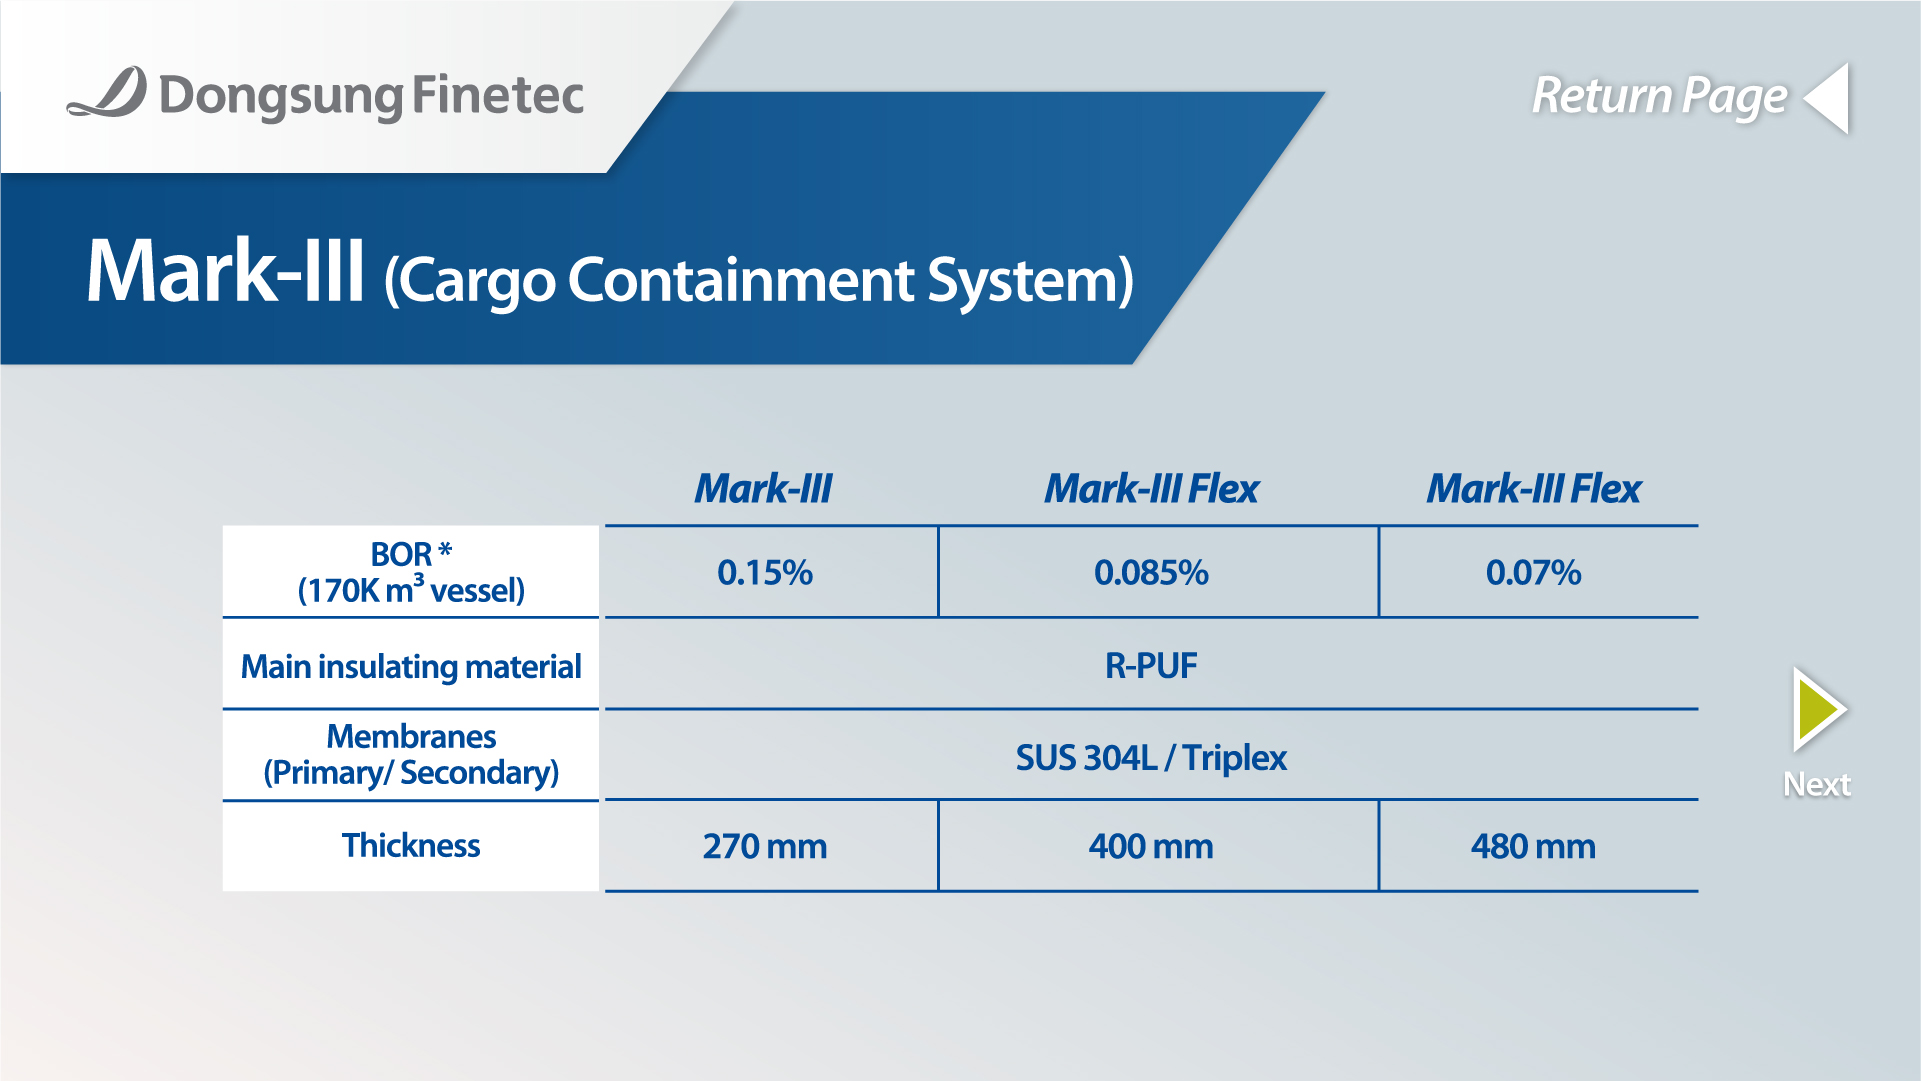 Dongsung Finetec
Return Page
Mark-III (Cargo Containment System)
Mark-III Mark-III Flex Mark-III Flex
BOR *
(170K m³ vessel)
0.15% 0.085% 0.07%
Main insulating material R-PUF
Membranes
(Primary/ Secondary)
SUS 304L / Triplex
Thickness 270 mm 400 mm 480 mm
Next